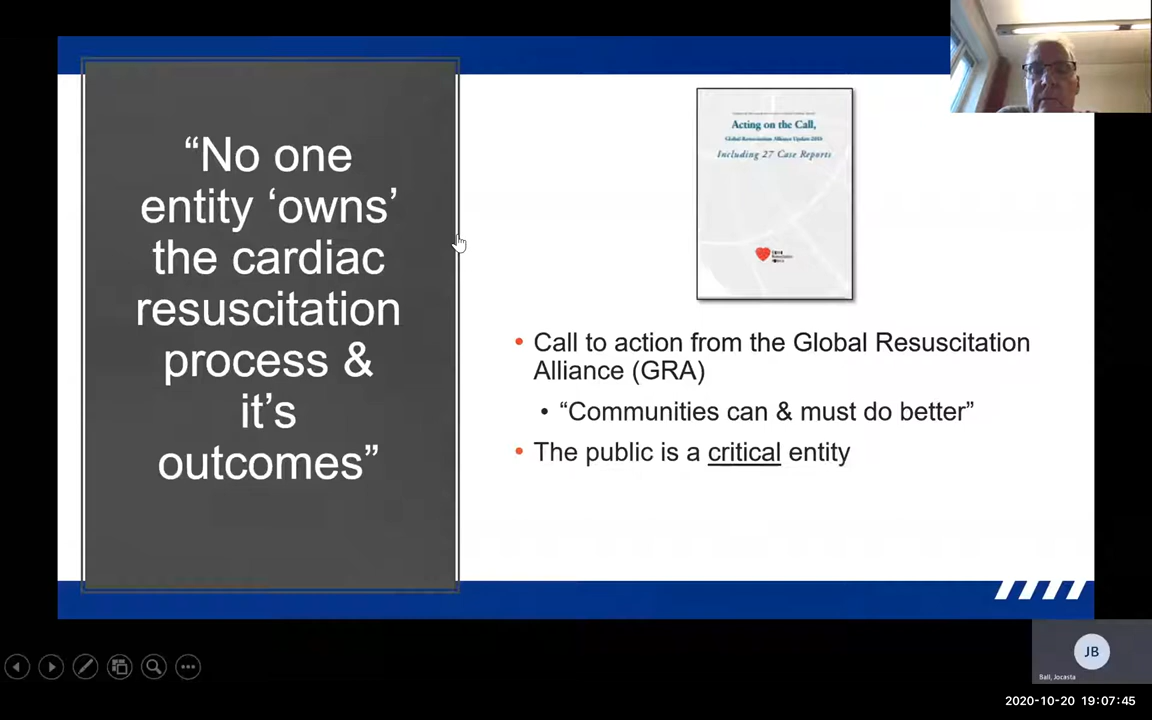 “No one
entity ‘owns’
the cardiac
resuscitation
process &
it’s
outcomes”
Acting on the Call,
Global Resuscitation Alliance Update 2018
Including 27 Case Reports
• Call to action from the Global Resuscitation
Alliance (GRA)
• “Communities can & must do better”
• The public is a critical entity
JB
Bali, Jocasta
2020-10-20 19:07:45